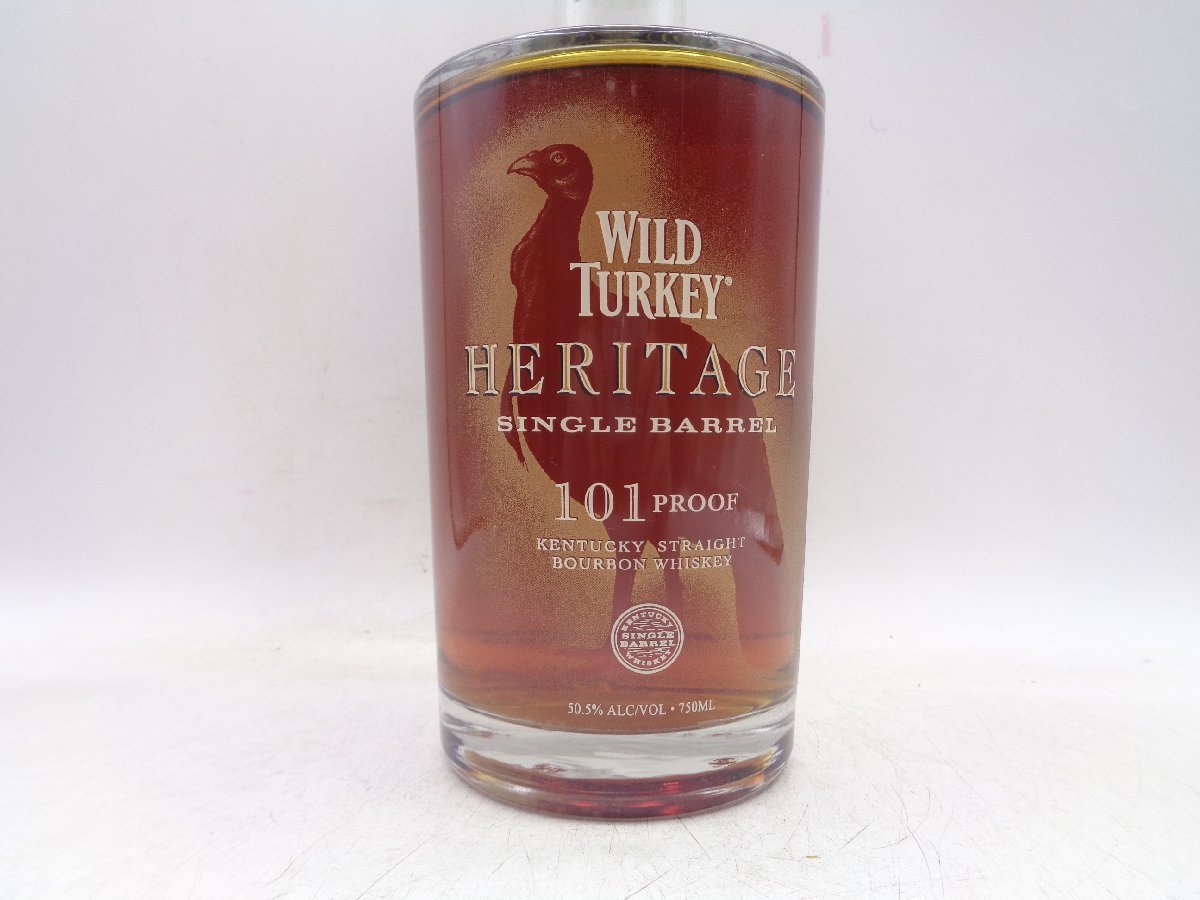 WILD
TURKEY®
HERITAGE
SINGLE BARREL
101 PROOF
KENTUCKY STRAIGHT
BOURBON WHISKEY
KENTUCKY
SINGLE
BARREL
WHISKEY
50.5% ALC/VOL • 750ML